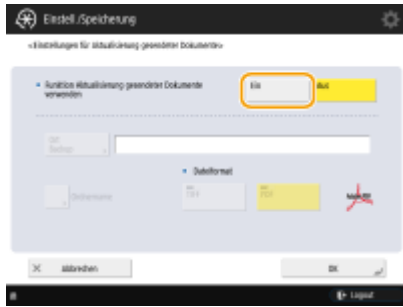 Einstell./Speicherung
<Einstellungen für Aktualisierung gesendeter Dokumente>
Funktion Aktualisierung gesendeter Dokumente
verwenden
Ein
Aus
Ordnername
Dateiformat
PDF
Abbrechen
OK
Logout